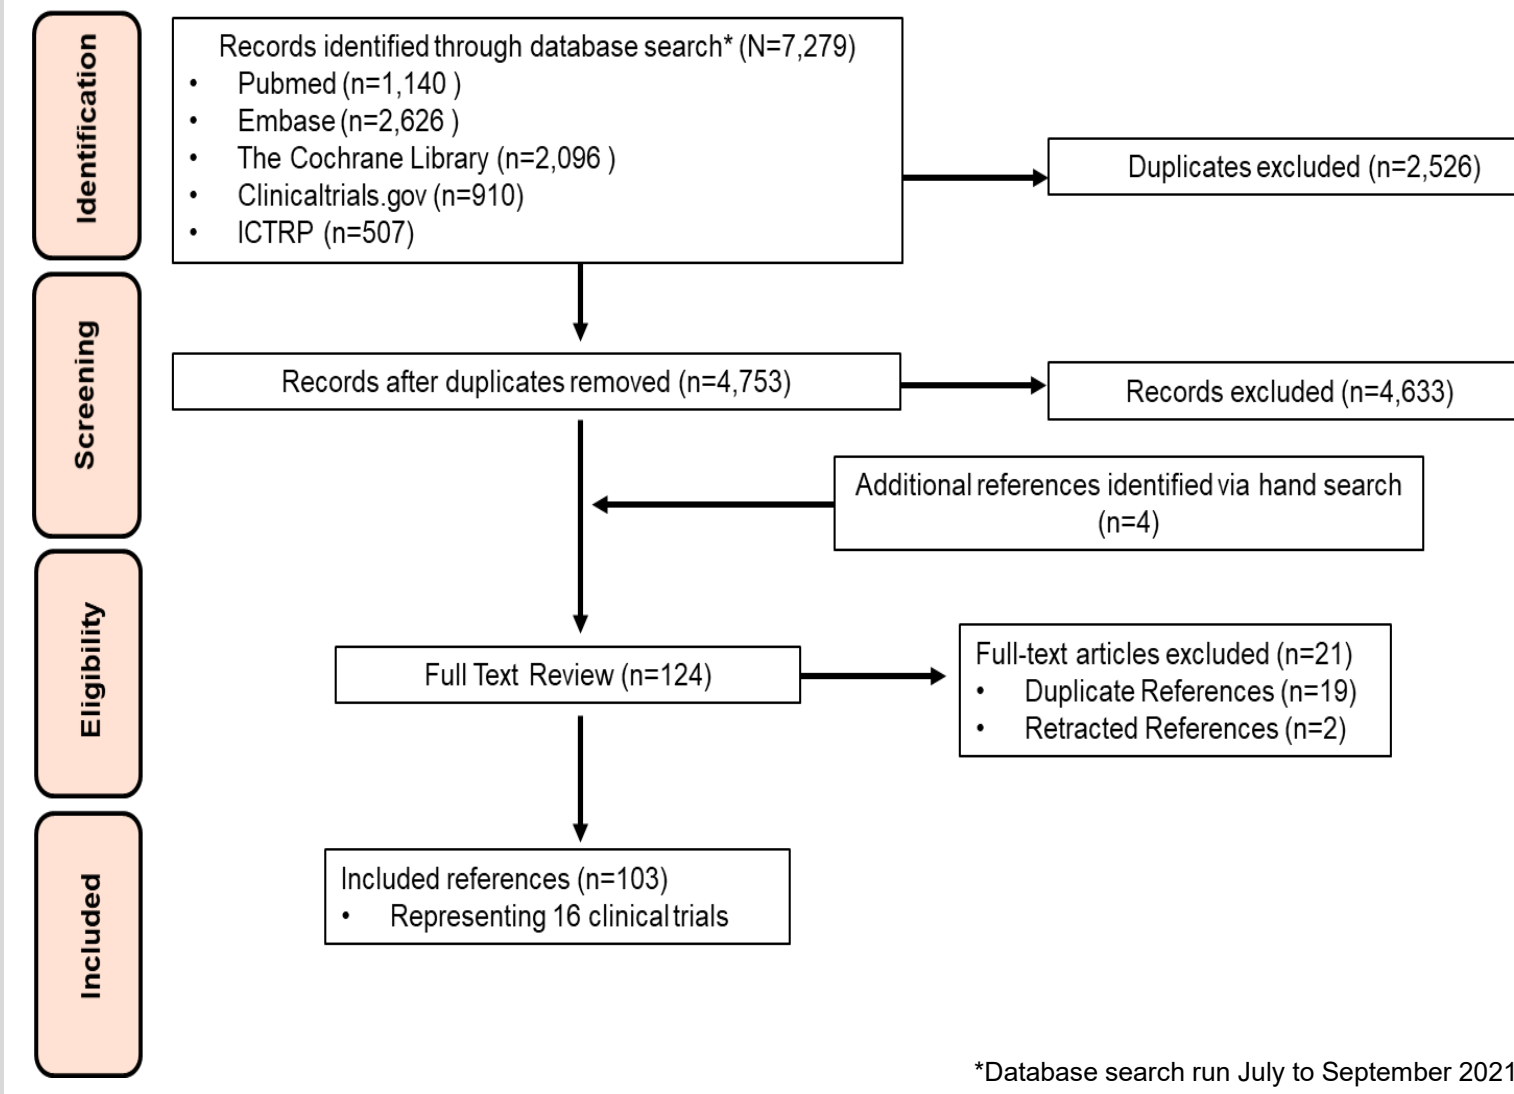 Identification
Records identified through database search* (N=7,279)
• Pubmed (n=1,140 )
• Embase (n=2,626 )
• The Cochrane Library (n=2,096 )
• Clinicaltrials.gov (n=910)
• ICTRP (n=507)
Duplicates excluded (n=2,526)
Screening
Records after duplicates removed (n=4,753)
Records excluded (n=4,633)
Additional references identified via hand search
(n=4)
Eligibility
Full Text Review (n=124)
Full-text articles excluded (n=21)
• Duplicate References (n=19)
• Retracted References (n=2)
Included
Included references (n=103)
• Representing 16 clinical trials
*Database search run July to September 2021